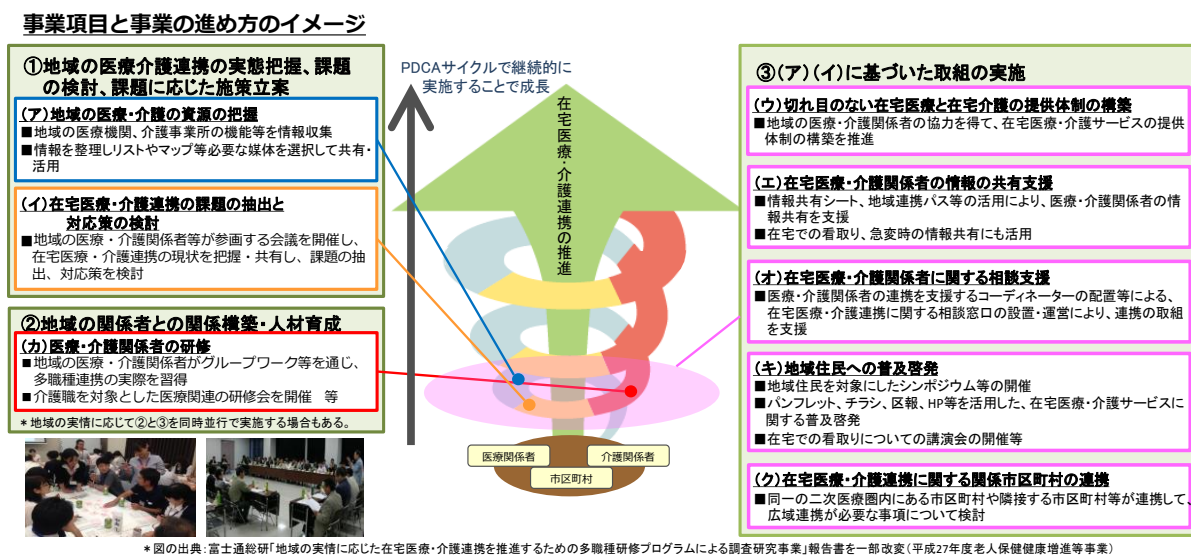 事業項目と事業の進め方のイメージ
①地域の医療介護連携の実態把握、課題
の検討、課題に応じた施策立案
(ア)地域の医療・介護の資源の把握
■地域の医療機関、介護事業所の機能等を情報収集
■情報を整理しリストやマップ等必要な媒体を選択して共有・
活用
(イ)在宅医療・介護連携の課題の抽出と
対応策の検討
■地域の医療・介護関係者等が参画する会議を開催し、
在宅医療・介護連携の現状を把握・共有し、課題の抽
出、対応策を検討
②地域の関係者との関係構築・人材育成
(カ)医療・介護関係者の研修
■地域の医療・介護関係者がグループワーク等を通じ、
多職種連携の実際を習得
■介護職を対象とした医療関連の研修会を開催 等
*地域の実情に応じて②と③を同時並行で実施する場合もある。
PDCAサイクルで継続的に
実施することで成長
在宅医療・介護連携の推進
医療関係者
介護関係者
市区町村
③(ア)(イ)に基づいた取組の実施
(ウ)切れ目のない在宅医療と在宅介護の提供体制の構築
■地域の医療・介護関係者の協力を得て、在宅医療・介護サービスの提供
体制の構築を推進
(エ)在宅医療・介護関係者の情報の共有支援
■情報共有シート、地域連携パス等の活用により、医療・介護関係者の情
報共有を支援
■在宅での看取り、急変時の情報共有にも活用
(オ)在宅医療・介護関係者に関する相談支援
■医療・介護関係者の連携を支援するコーディネーターの配置等による、
在宅医療・介護連携に関する相談窓口の設置・運営により、連携の取組
を支援
(キ)地域住民への普及啓発
■地域住民を対象にしたシンポジウム等の開催
■パンフレット、チラシ、区報、HP等を活用した、在宅医療・介護サービスに
関する普及啓発
■在宅での看取りについての講演会の開催等
(ク)在宅医療・介護連携に関する関係市区町村の連携
■同一の二次医療圏内にある市区町村や隣接する市区町村等が連携して、
広域連携が必要な事項について検討
*図の出典:富士通総研「地域の実情に応じた在宅医療・介護連携を推進するための多職種研修プログラムによる調査研究事業」報告書を一部改変(平成27年度老人保健健康増進等事業)